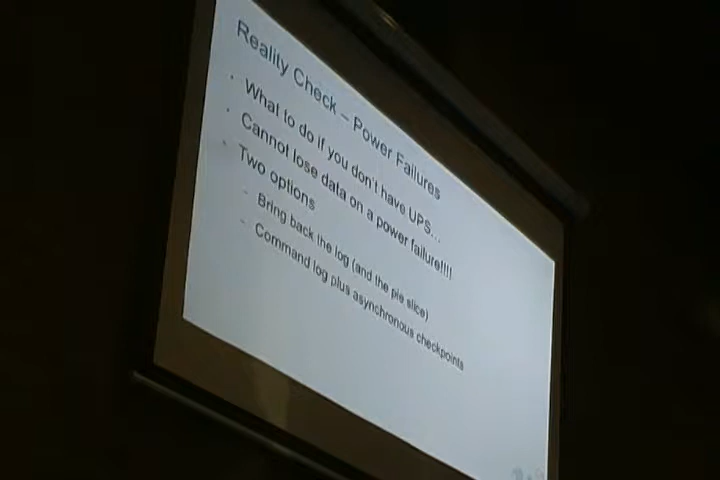 Reality Check – Power Failures
• What to do if you don't have UPS…
• Cannot lose data on a power failure!!!!
• Two options
– Bring back the log (and the pie slice)
– Command log plus asynchronous checkpoints